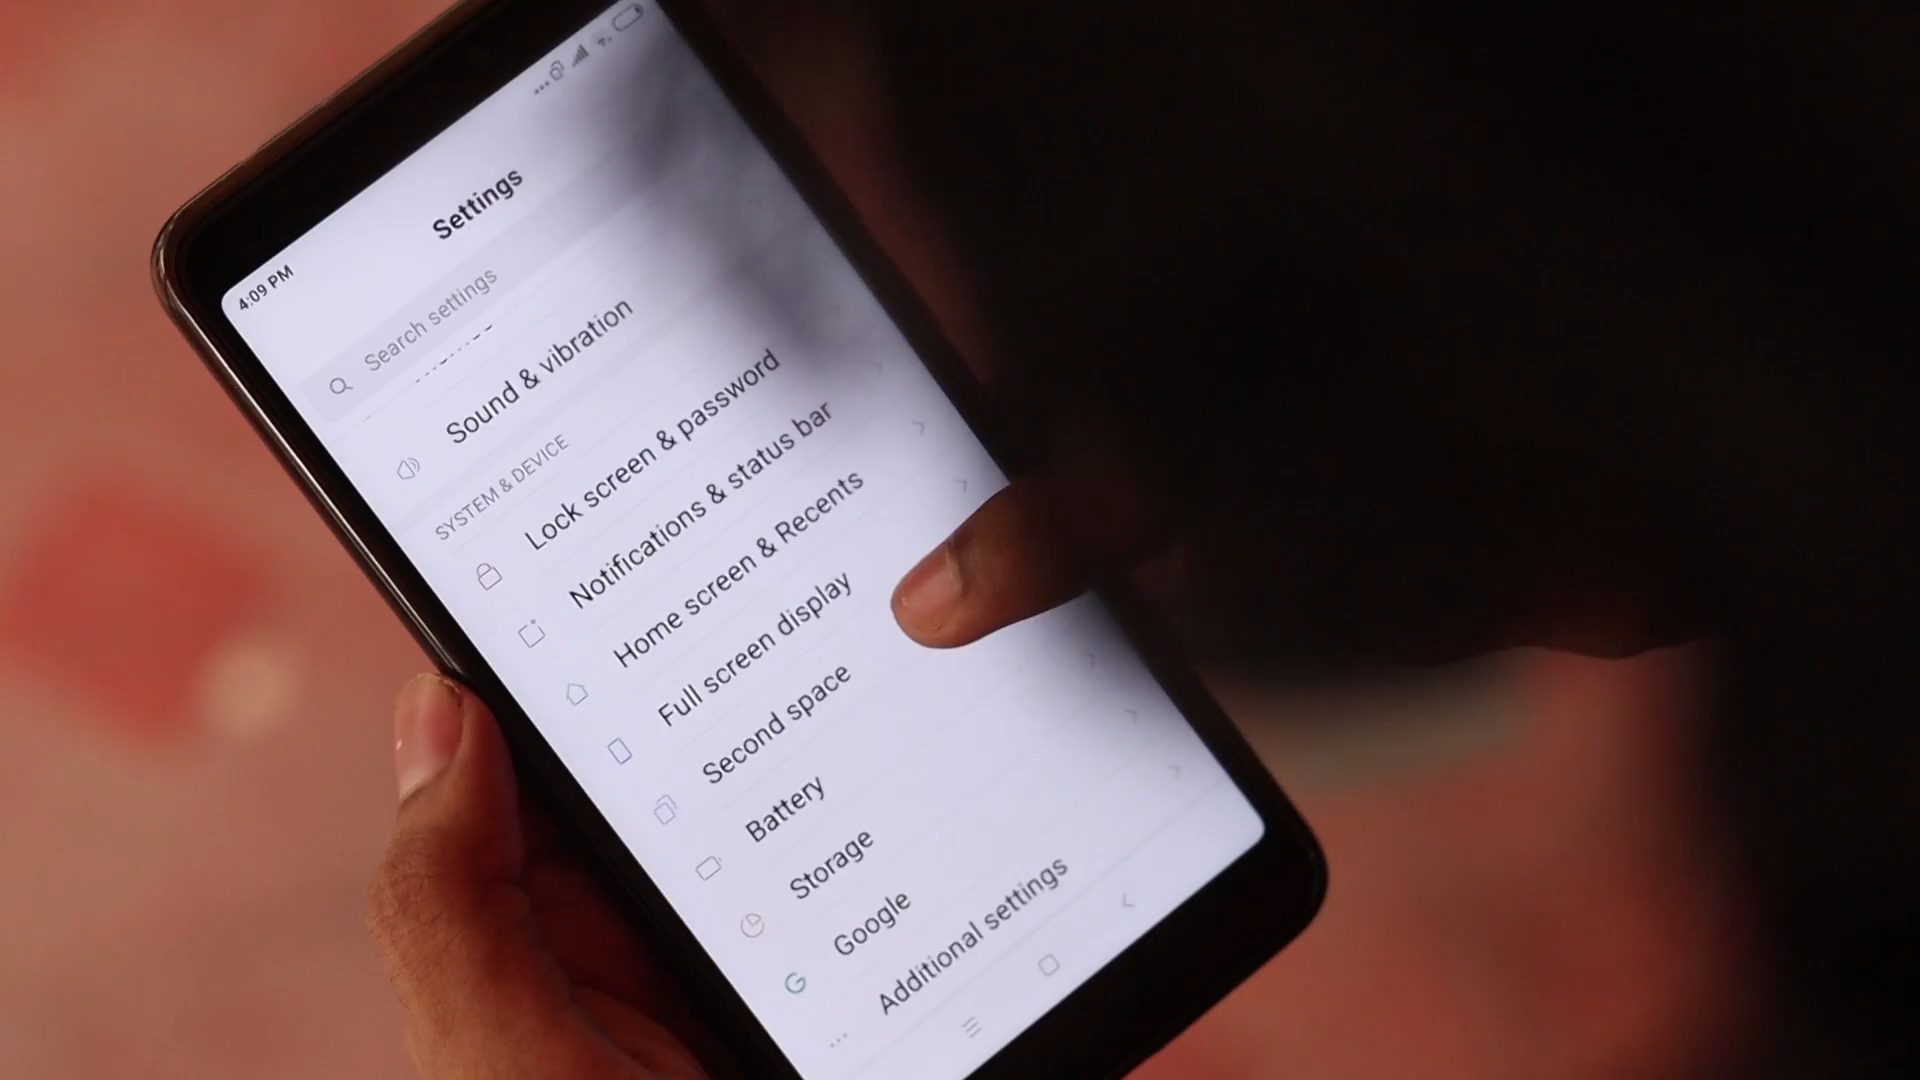 4:09 PM
Settings
Search settings
Sound & vibration
SYSTEM & DEVICE
Lock screen & password
Notifications & status bar
Home screen & Recents
Full screen display
Second space
Battery
Storage
Google
Additional settings